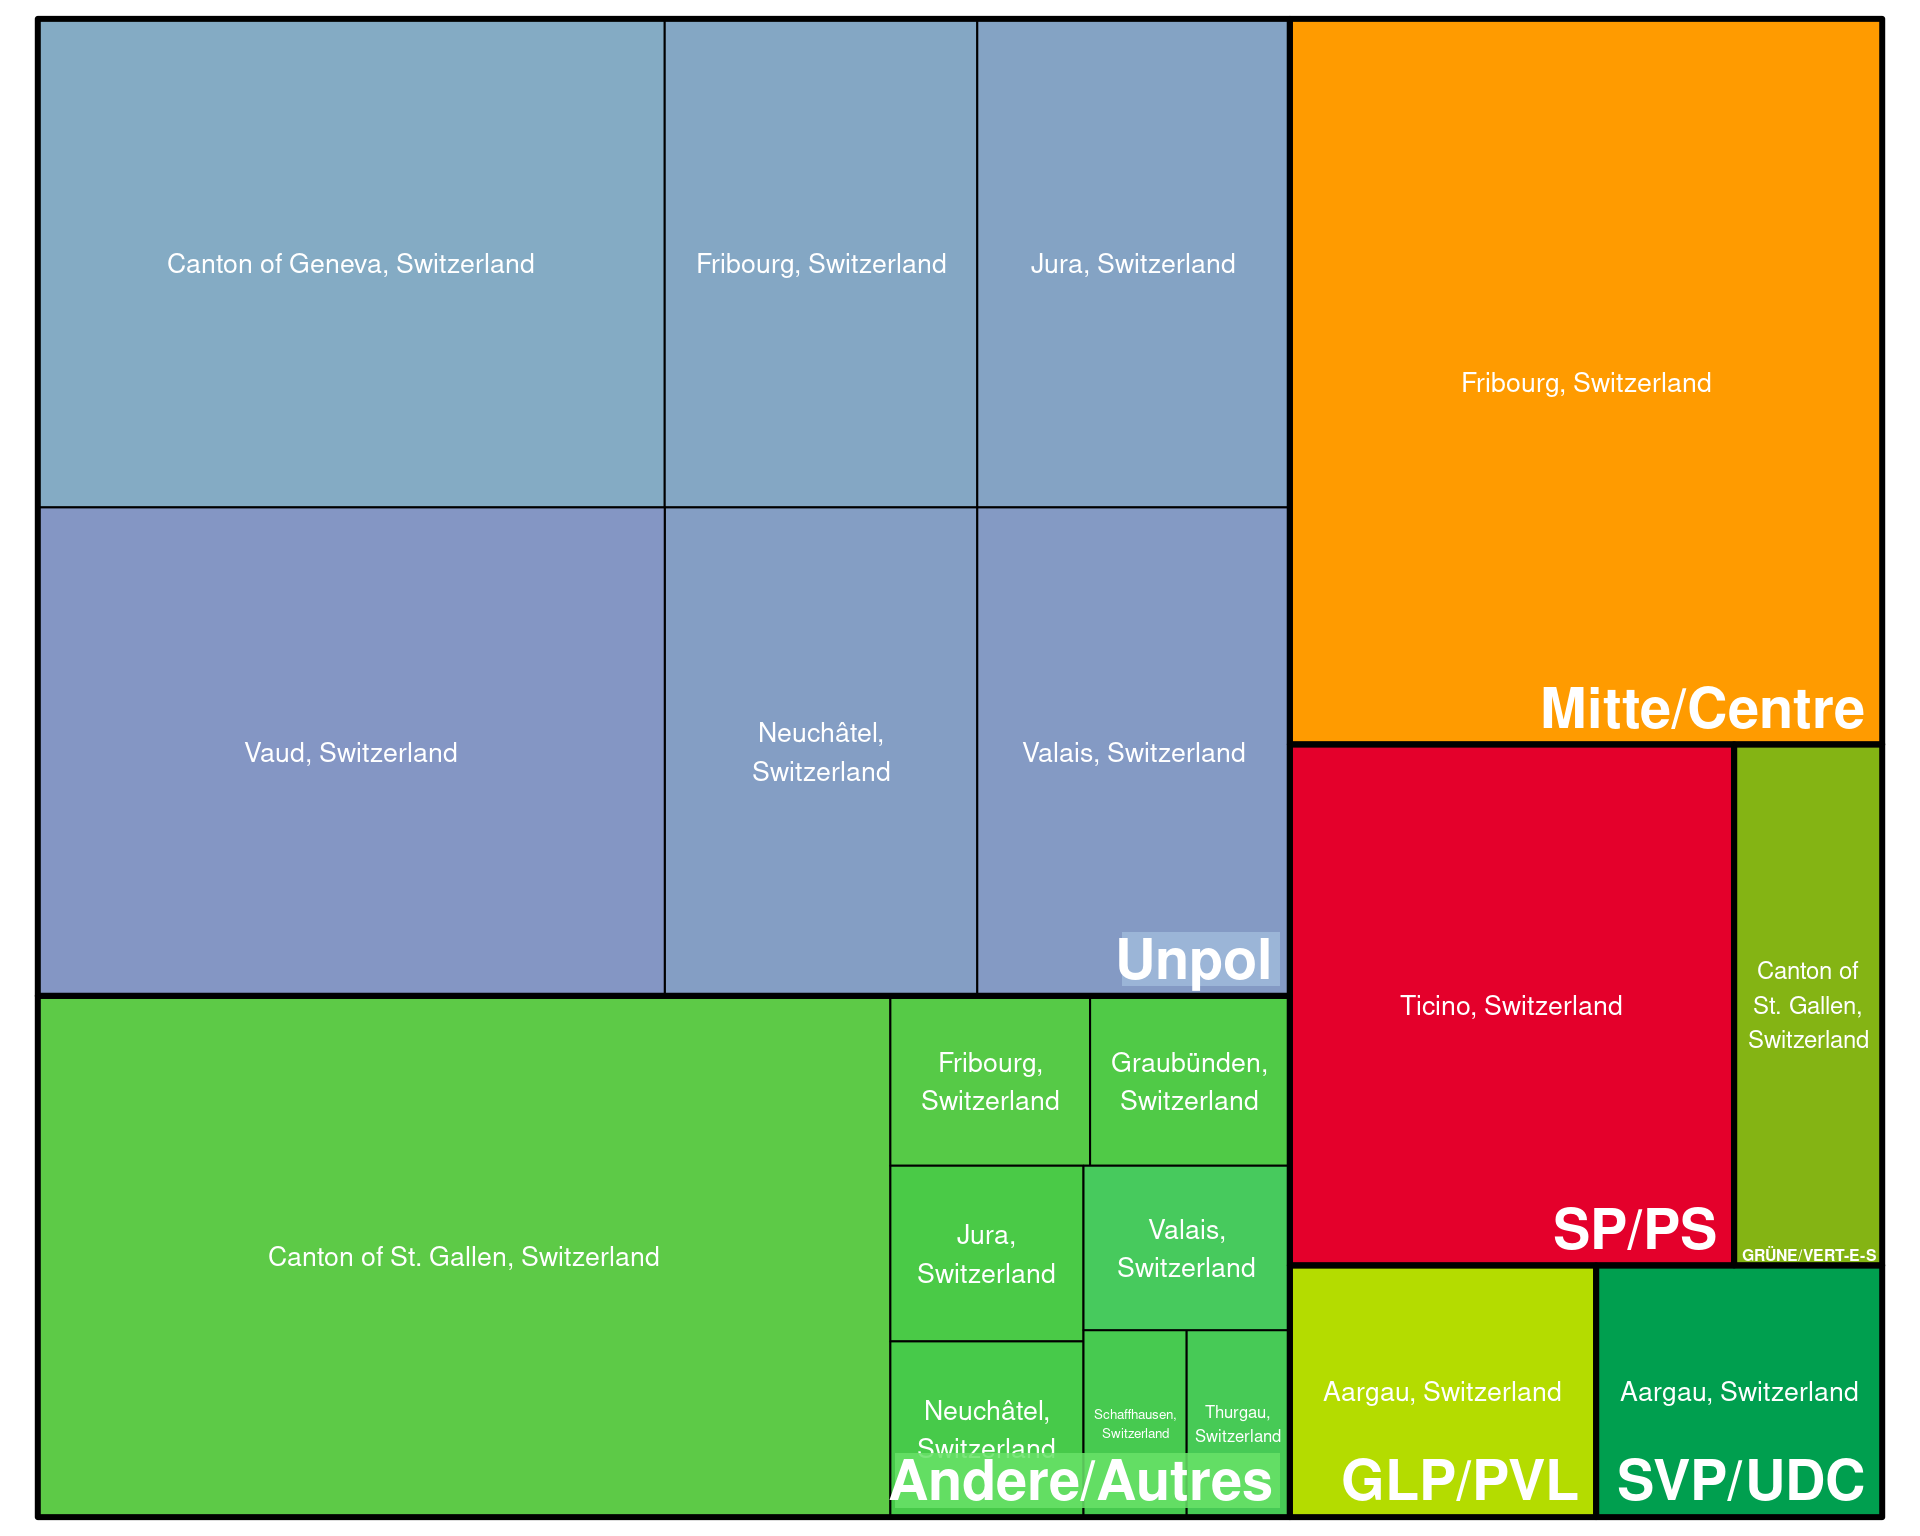 Canton of Geneva, Switzerland
Fribourg, Switzerland
Jura, Switzerland
Vaud, Switzerland
Neuchâtel,
Switzerland
Valais, Switzerland
Unpol
Canton of St. Gallen, Switzerland
Fribourg,
Switzerland
Graubünden,
Switzerland
Jura,
Switzerland
Valais,
Switzerland
Neuchâtel,
Switzerland
Schaffhausen,
Switzerland
Thurgau,
Switzerland
Andere/Autres
Fribourg, Switzerland
Mitte/Centre
Ticino, Switzerland
SP/PS
Canton of
St. Gallen,
Switzerland
GRÜNE/VERT-E-S
Aargau, Switzerland
GLP/PVL
Aargau, Switzerland
SVP/UDC